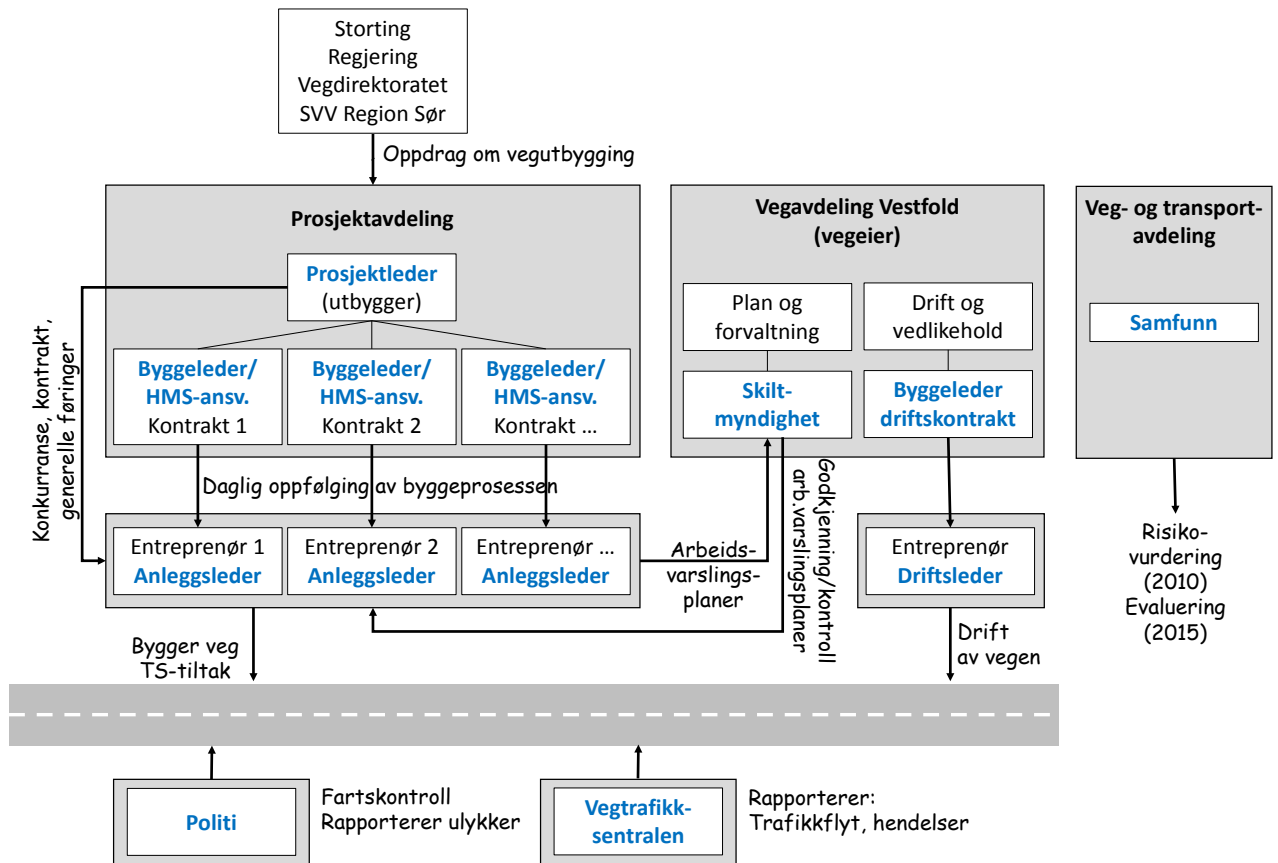 Storting
Regjering
Vegdirektoratet
SVV Region Sør
Oppdrag om vegutbygging
Prosjektavdeling
Prosjektleder
(utbygger)
Byggeleder/
HMS-ansv.
Kontrakt 1
Byggeleder/
HMS-ansv.
Kontrakt 2
Byggeleder/
HMS-ansv.
Kontrakt ...
Konkurranse, kontrakt,
generelle føringer
Daglig oppfølging av byggeprosessen
Entreprenør 1
Anleggsleder
Entreprenør 2
Anleggsleder
Entreprenør ...
Anleggsleder
Vegavdeling Vestfold
(vegeier)
Plan og
forvaltning
Drift og
vedlikehold
Skilt-
myndighet
Byggeleder
driftskontrakt
Arbeids-
varslings-
planer
Godkjenning/kontroll
arb.varslingsplaner
Entreprenør
Driftsleder
Veg- og transport-
avdeling
Samfunn
Risiko-
vurdering
(2010)
Evaluering
(2015)
Bygger veg
TS-tiltak
Drift
av vegen
Politi
Fartskontroll
Rapporterer ulykker
Vegtrafikk-
sentralen
Rapporterer:
Trafikkflyt, hendelser